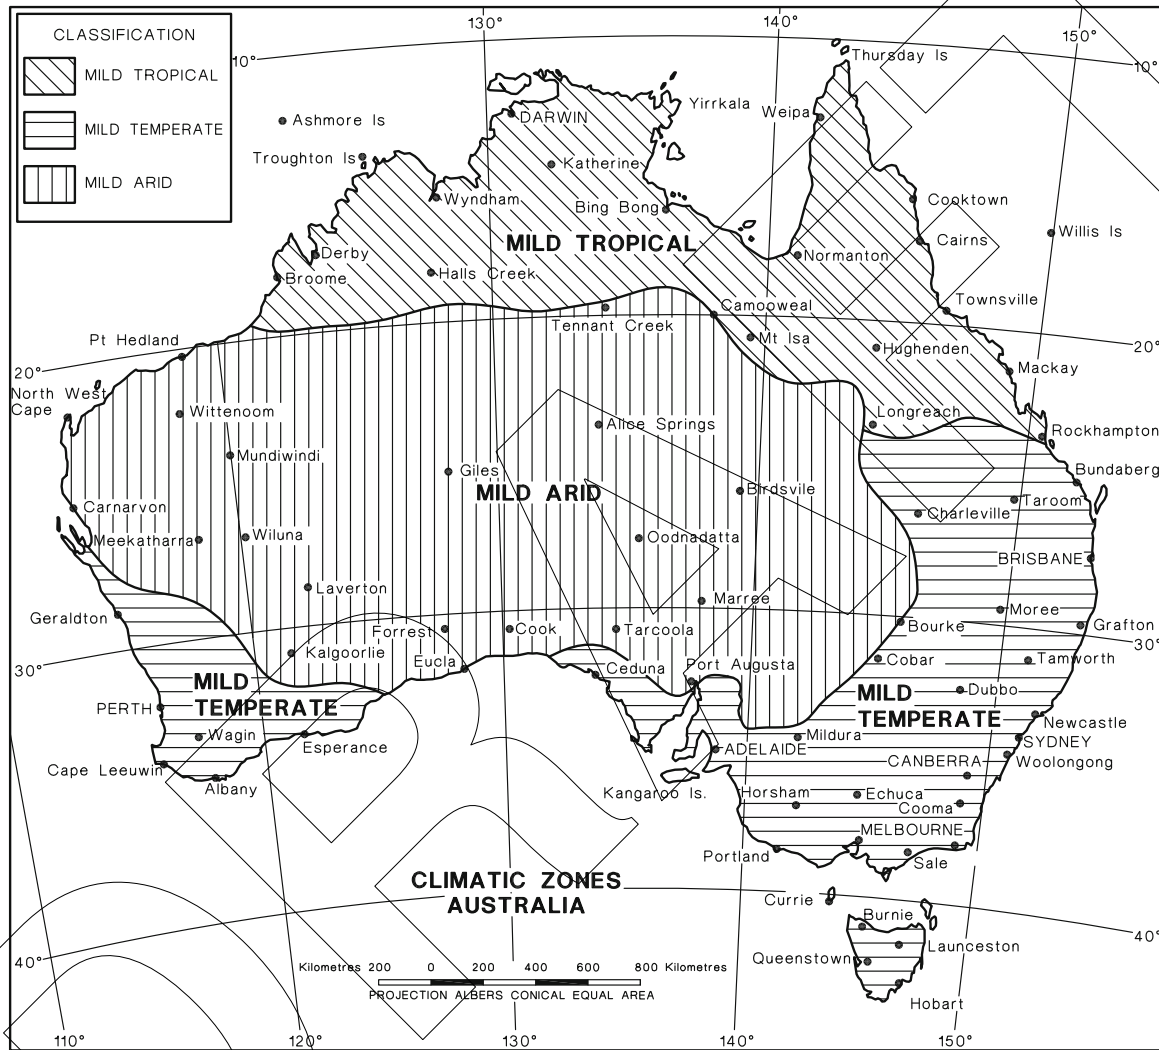 CLASSIFICATION
MILD TROPICAL
MILD TEMPERATE
MILD ARID
130°
140°
150°
10°
10°
Thursday Is
Yirrkala
Weipa
Ashmore Is
DARWIN
Troughton Is
Katherine
Wyndham
Bing Bong
Cooktown
Willis Is
MILD TROPICAL
Cairns
Derby
Normanton
Halls Creek
Broome
Townsville
Camooweal
Tennant Creek
Pt Hedland
Mt Isa
Hughenden
20°
20°
Mackay
North West
Cape
Wittenoom
Longreach
Alice Springs
Rockhampton
Mundiwindi
Giles
Bundaberg
MILD ARID
Birdsvile
Taroom
Carnarvon
Charleville
Meekatharra
Wiluna
Oodnadatta
BRISBANE
Laverton
Marree
Moree
Geraldton
Forrest
Cook
Tarcoola
Bourke
Grafton
30°
Kalgoorlie
Eucla
Ceduna
Port Augusta
Cobar
Tamworth
30°
MILD
TEMPERATE
MILD
TEMPERATE
Dubbo
PERTH
Newcastle
Wagin
Esperance
Mildura
SYDNEY
ADELAIDE
CANBERRA
Woolongong
Cape Leeuwin
Albany
Kangaroo Is.
Horsham
Echuca
Cooma
MELBOURNE
Portland
Sale
CLIMATIC ZONES
AUSTRALIA
Currie
Burnie
40°
Launceston
Queenstown
40°
Kilometres 200 0 200 400 600 800 Kilometres
PROJECTION ALBERS CONICAL EQUAL AREA
Hobart
110°
120°
130°
140°
150°